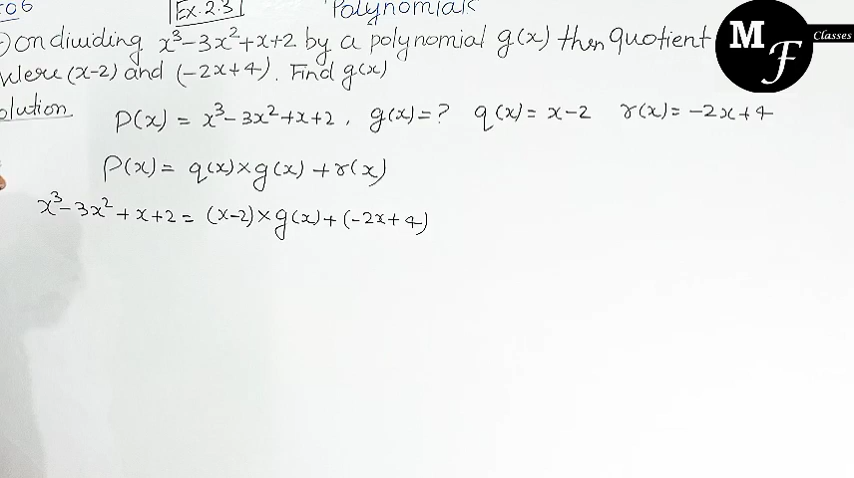 Ex.2.3 Polynomials
on dividing x³-3x²+x+2 by a polynomial g(x) then quotient
were (x-2) and (-2x+4). Find g(x)
M F Classes
olution P(x) = x³-3x²+x+2, g(x)=? q(x)= x-2 r(x)= -2x+4
P(x)= q(x)×g(x)+r(x)
x³-3x²+x+2 = (x-2)×g(x)+(-2x+4)